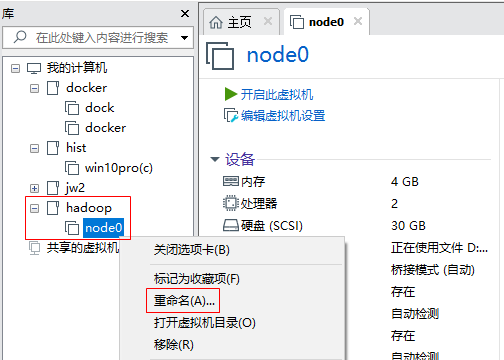 库
在此处键入内容进行搜索
我的计算机
docker
dock
docker
hist
win10pro(c)
jw2
hadoop
node0
共享的虚拟机
主页
node0
node0
开启此虚拟机
编辑虚拟机设置
设备
内存 4 GB
处理器 2
硬盘 (SCSI) 30 GB
正在使用文件 D:...
桥接模式 (自动)
存在
自动检测
存在
自动检测
关闭选项卡(B)
标记为收藏项(F)
重命名(A)...
打开虚拟机目录(O)
移除(R)